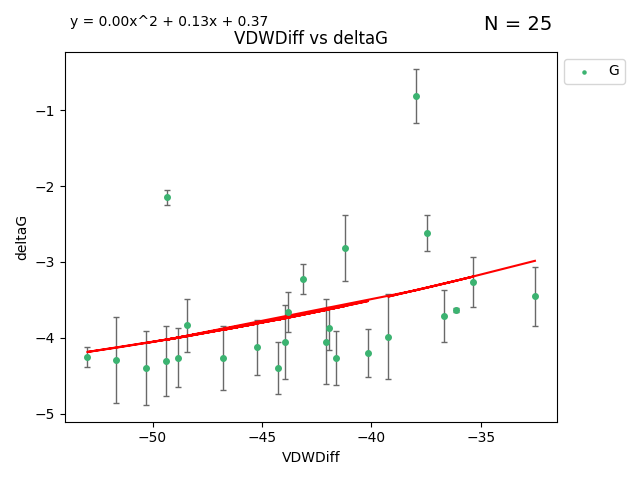 y = 0.00x^2 + 0.13x + 0.37
N = 25
VDWDiff vs deltaG
G
−1
−2
−3
−4
−5
deltaG
−50
−45
−40
−35
VDWDiff